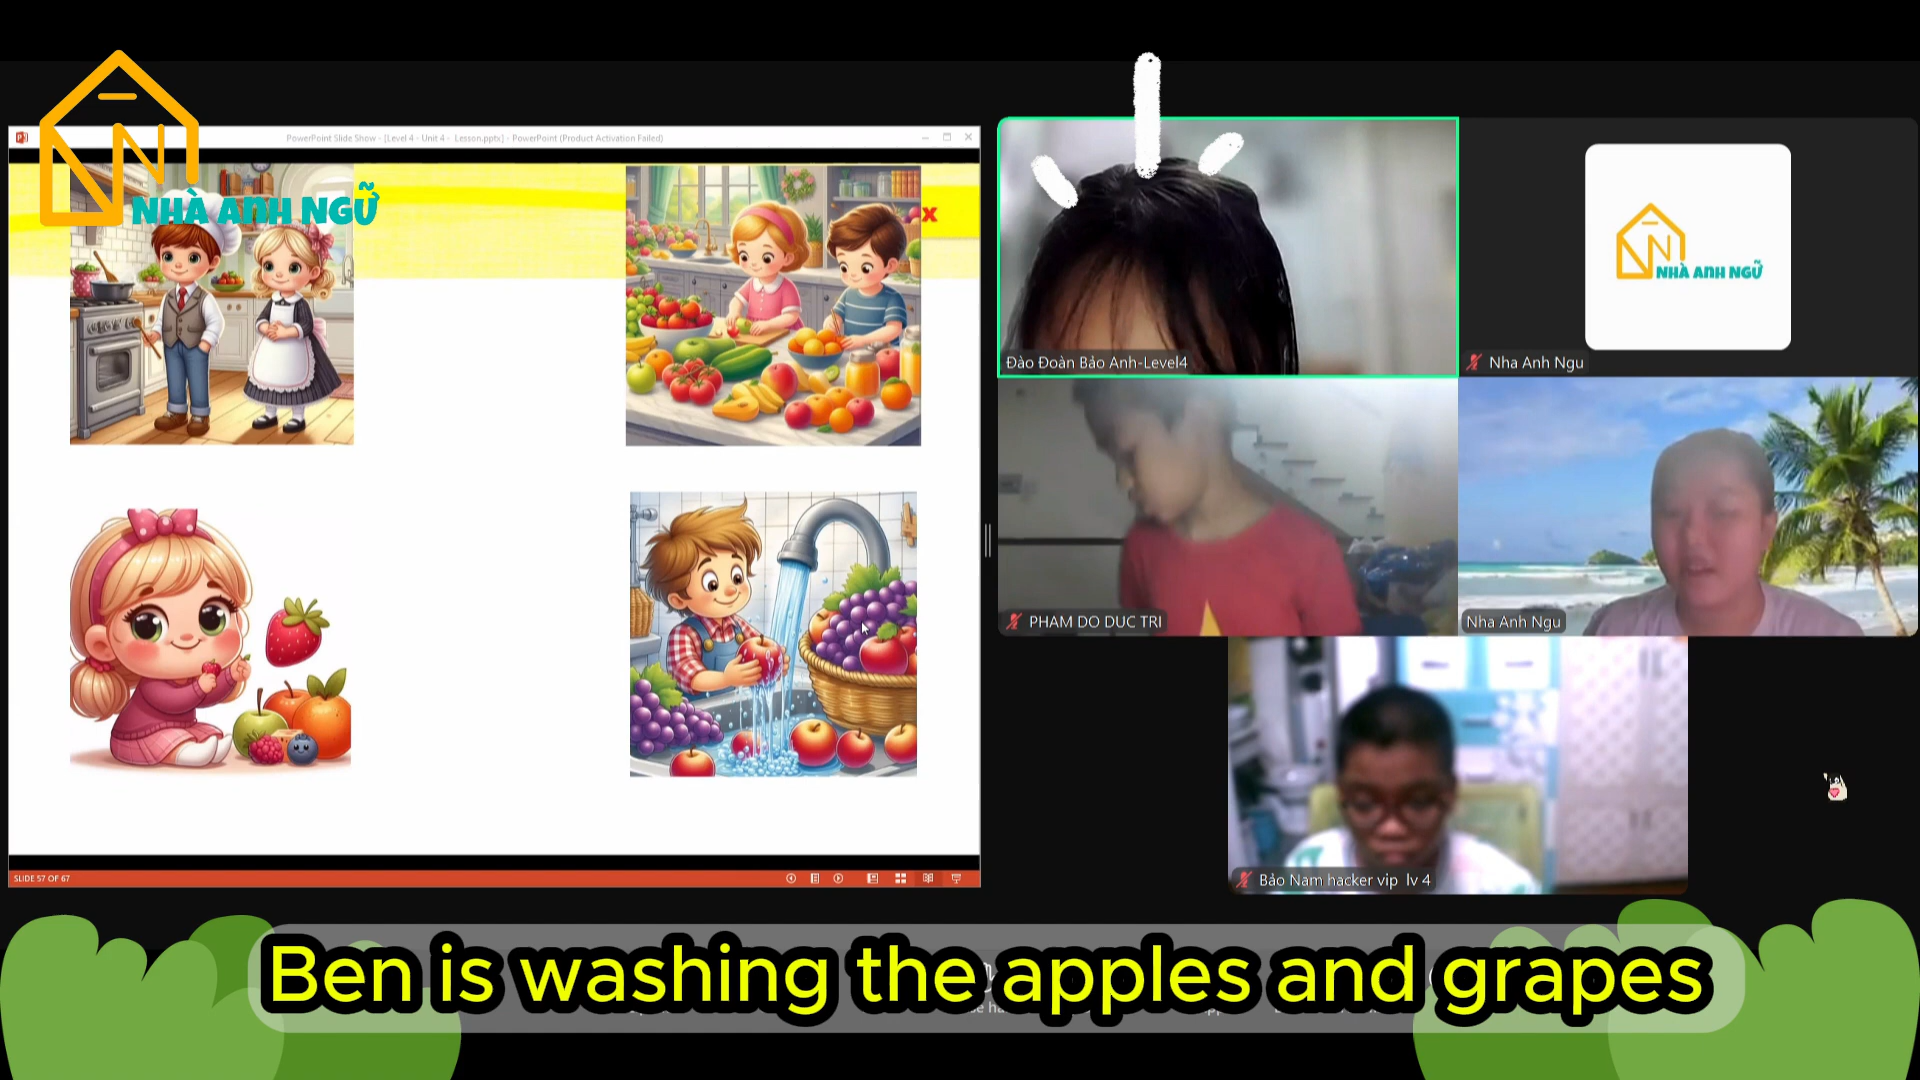 PowerPoint Slide Show - [Level 4 - Unit 4 - Lesson.pptx] - PowerPoint (Product Activation Failed)
NHÀ ANH NGỮ
X
NHÀ ANH NGỮ
Đào Đoàn Bảo Anh-Level4
Nha Anh Ngu
PHAM DO DUC TRI
Nha Anh Ngu
SLIDE 57 OF 67
Bảo Nam hacker vip lv 4
Ben is washing the apples and grapes